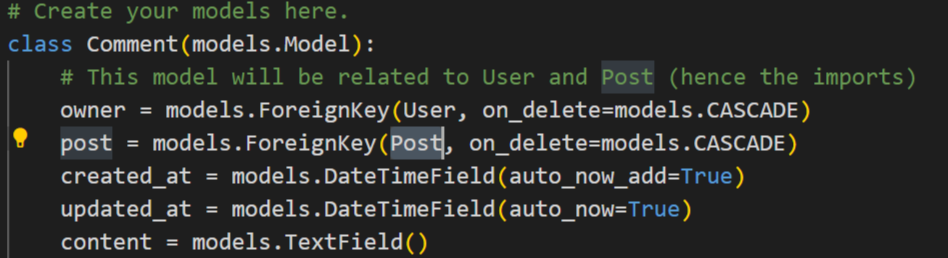 # Create your models here.
class Comment(models.Model):
    # This model will be related to User and Post (hence the imports)
    owner = models.ForeignKey(User, on_delete=models.CASCADE)
    post = models.ForeignKey(Post, on_delete=models.CASCADE)
    created_at = models.DateTimeField(auto_now_add=True)
    updated_at = models.DateTimeField(auto_now=True)
    content = models.TextField()